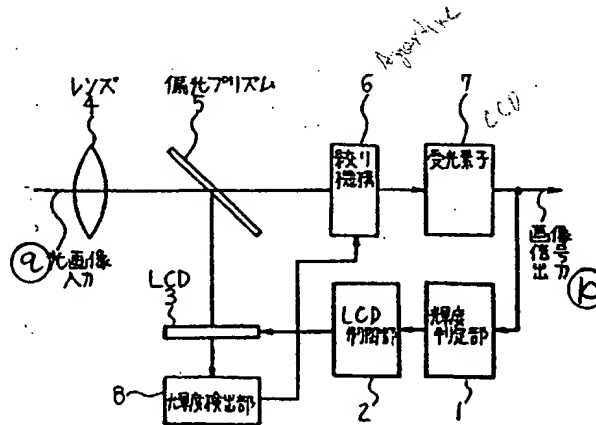 レンズ
4
偏光プリズム
5
6
絞り
機構
7
CCD
受光素子
9
光画像
入力
画像
信号
出力
10
LCD
3
LCD
制御部
2
輝度
判定部
1
8
輝度検出部